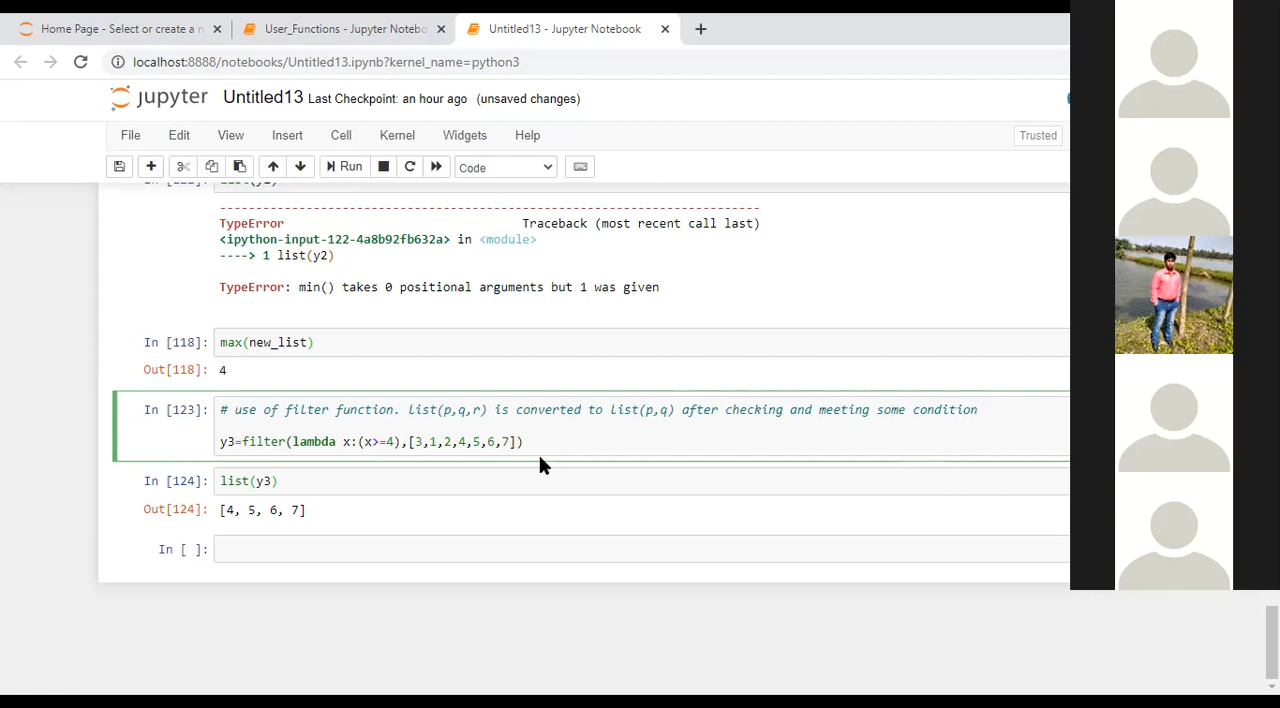 Home Page - Select or create a n
User_Functions - Jupyter Notebo
Untitled13 - Jupyter Notebook
localhost:8888/notebooks/Untitled13.ipynb?kernel_name=python3
jupyter Untitled13 Last Checkpoint: an hour ago (unsaved changes)
File Edit View Insert Cell Kernel Widgets Help Trusted
Run Code
TypeError Traceback (most recent call last)
<ipython-input-122-4a8b92fb632a> in <module>
----> 1 list(y2)
TypeError: min() takes 0 positional arguments but 1 was given
In [118]: max(new_list)
Out[118]: 4
In [123]: # use of filter function. list(p,q,r) is converted to list(p,q) after checking and meeting some condition
y3=filter(lambda x:(x>=4),[3,1,2,4,5,6,7])
In [124]: list(y3)
Out[124]: [4, 5, 6, 7]
In [ ]: